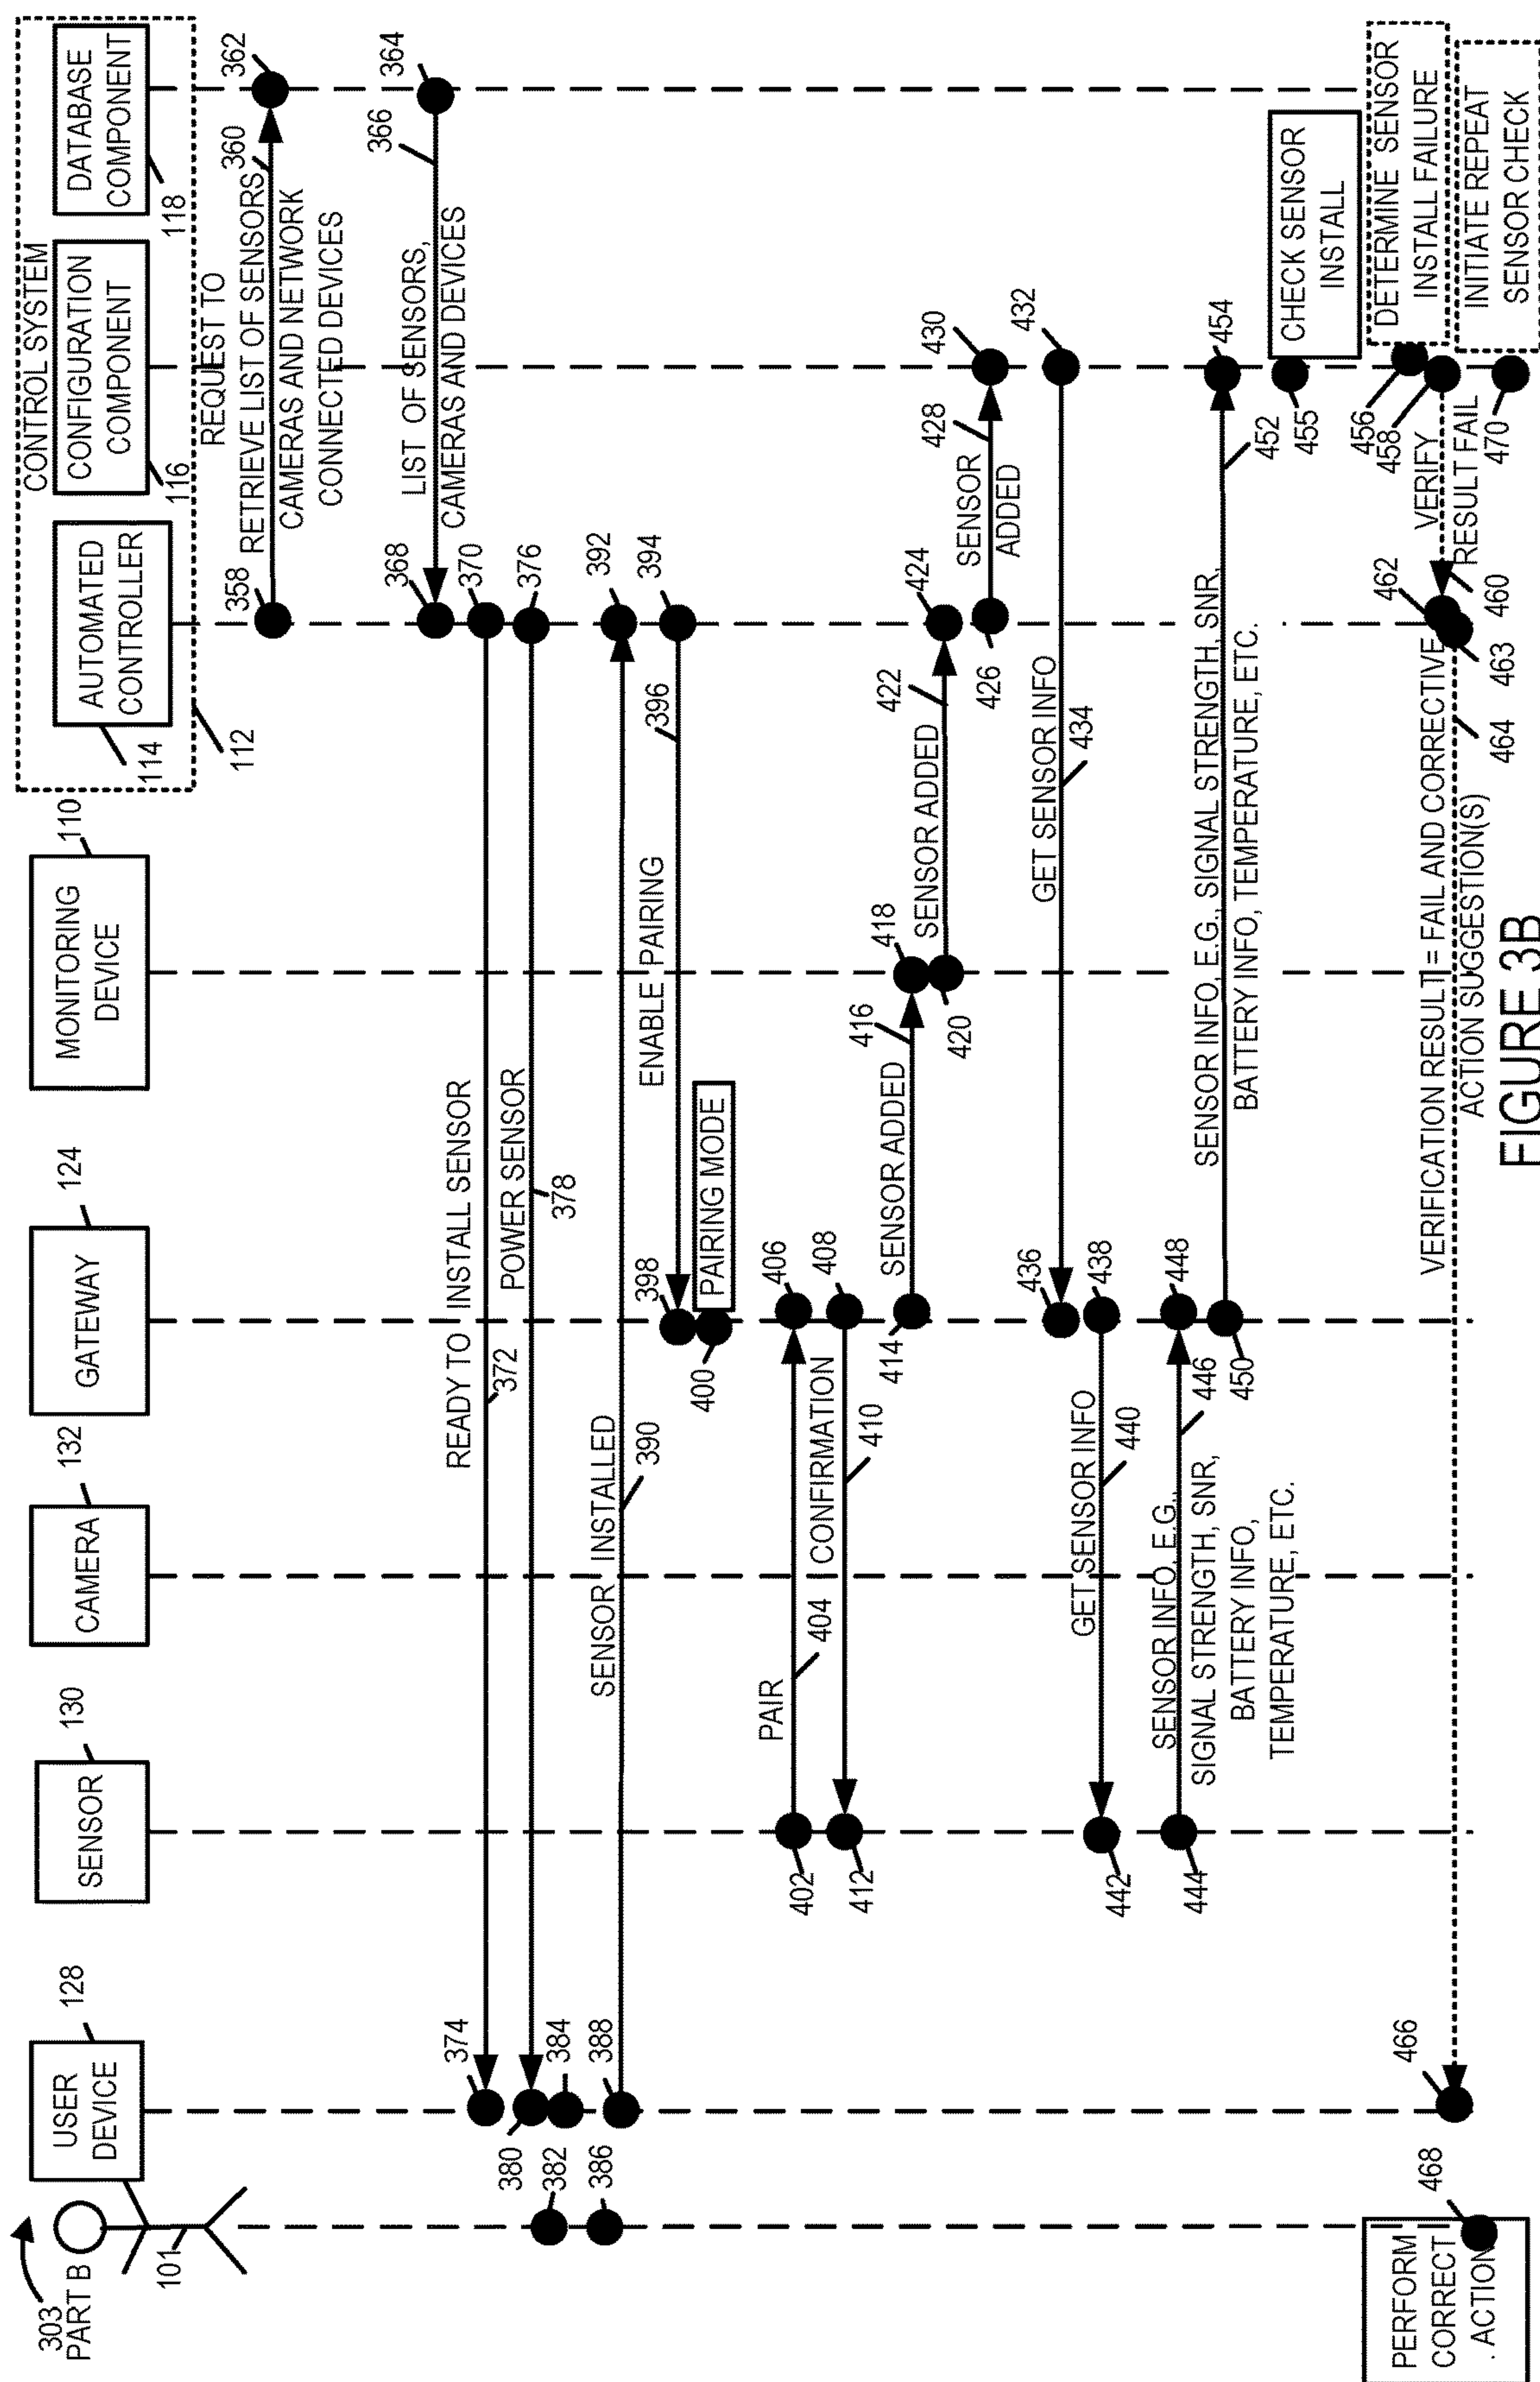 303
PART B
101
USER
DEVICE
128
SENSOR
130
CAMERA
132
GATEWAY
124
MONITORING
DEVICE
110
CONTROL SYSTEM
AUTOMATED
CONTROLLER
114
112
CONFIGURATION
COMPONENT
116
DATABASE
COMPONENT
118
REQUEST TO
RETRIEVE LIST OF SENSORS
CAMERAS AND NETWORK
CONNECTED DEVICES
358
360
362
LIST OF SENSORS,
CAMERAS AND DEVICES
364
366
368
370
READY TO INSTALL SENSOR
372
374
376
POWER SENSOR
378
380
382
384
386
388
SENSOR INSTALLED
390
392
394
ENABLE PAIRING
396
398
400
PAIRING MODE
402
PAIR
404
406
408
CONFIRMATION
410
412
414
SENSOR ADDED
416
418
420
SENSOR ADDED
422
424
426
SENSOR
ADDED
428
430
432
GET SENSOR INFO
434
436
438
GET SENSOR INFO
440
442
444
SENSOR INFO, E.G.,
SIGNAL STRENGTH, SNR,
BATTERY INFO,
TEMPERATURE, ETC.
446
448
450
SENSOR INFO, E.G., SIGNAL STRENGTH, SNR,
BATTERY INFO, TEMPERATURE, ETC.
452
454
455
CHECK SENSOR
INSTALL
456
DETERMINE SENSOR
INSTALL FAILURE
458
VERIFY
RESULT FAIL
460
462
463
VERIFICATION RESULT = FAIL AND CORRECTIVE
ACTION SUGGESTION(S)
464
466
468
PERFORM
CORRECT
. ACTION
470
INITIATE REPEAT
SENSOR CHECK
FIGURE 3B